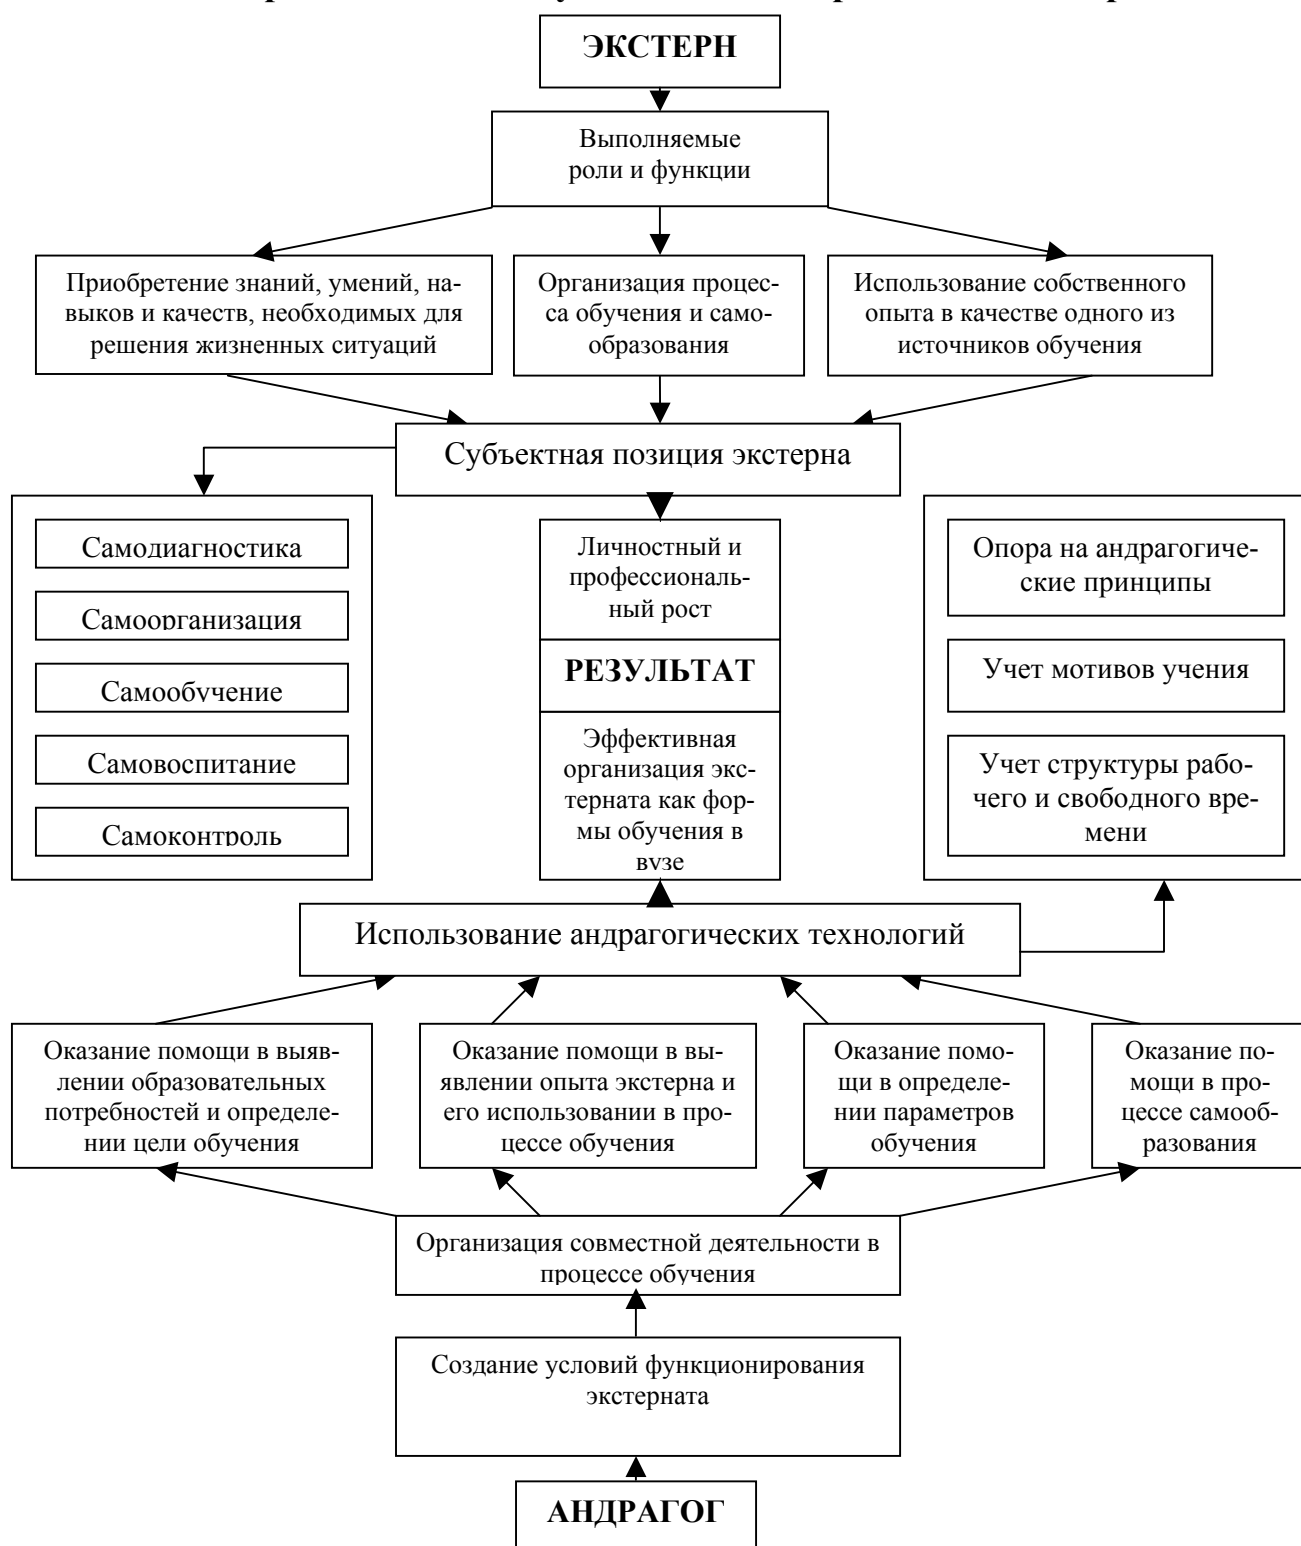 ЭКСТЕРН
Выполняемые
роли и функции
Приобретение знаний, умений, на-
выков и качеств, необходимых для
решения жизненных ситуаций
Организация процес-
са обучения и само-
образования
Использование собственного
опыта в качестве одного из
источников обучения
Субъектная позиция экстерна
Самодиагностика
Самоорганизация
Самообучение
Самовоспитание
Самоконтроль
Личностный и
профессиональ-
ный рост
РЕЗУЛЬТАТ
Эффективная
организация экс-
терната как фор-
мы обучения в
вузе
Опора на андрагогиче-
ские принципы
Учет мотивов учения
Учет структуры рабо-
чего и свободного вре-
мени
Использование андрагогических технологий
Оказание помощи в выяв-
лении образовательных
потребностей и определе-
нии цели обучения
Оказание помощи в вы-
явлении опыта экстерна и
его использовании в про-
цессе обучения
Оказание помо-
щи в определе-
нии параметров
обучения
Оказание по-
мощи в про-
цессе самооб-
разования
Организация совместной деятельности в
процессе обучения
Создание условий функционирования
экстерната
АНДРАГОГ